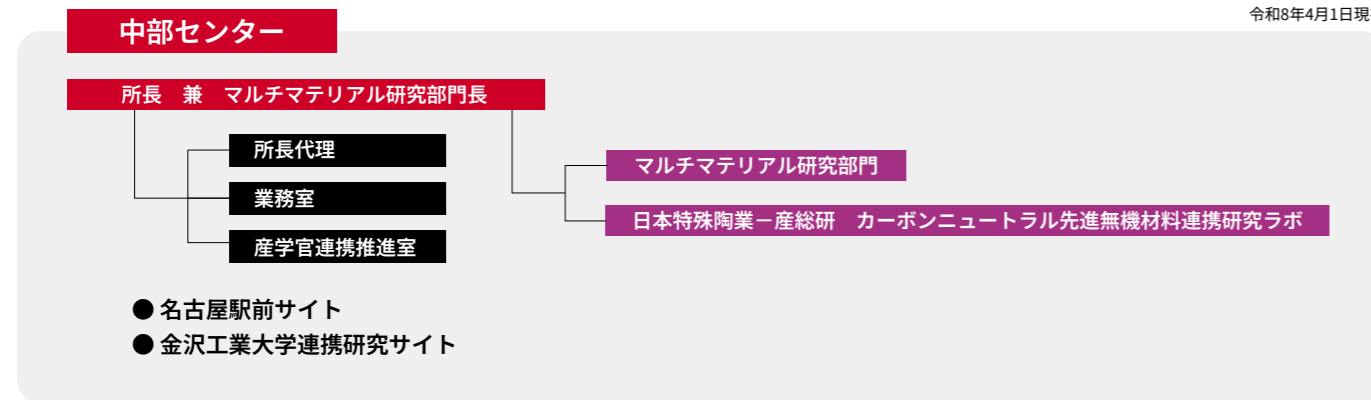 令和8年4月1日現
中部センター
所長　兼　マルチマテリアル研究部門長
所長代理
業務室
産学官連携推進室
マルチマテリアル研究部門
日本特殊陶業－産総研　カーボンニュートラル先進無機材料連携研究ラボ
● 名古屋駅前サイト
● 金沢工業大学連携研究サイト